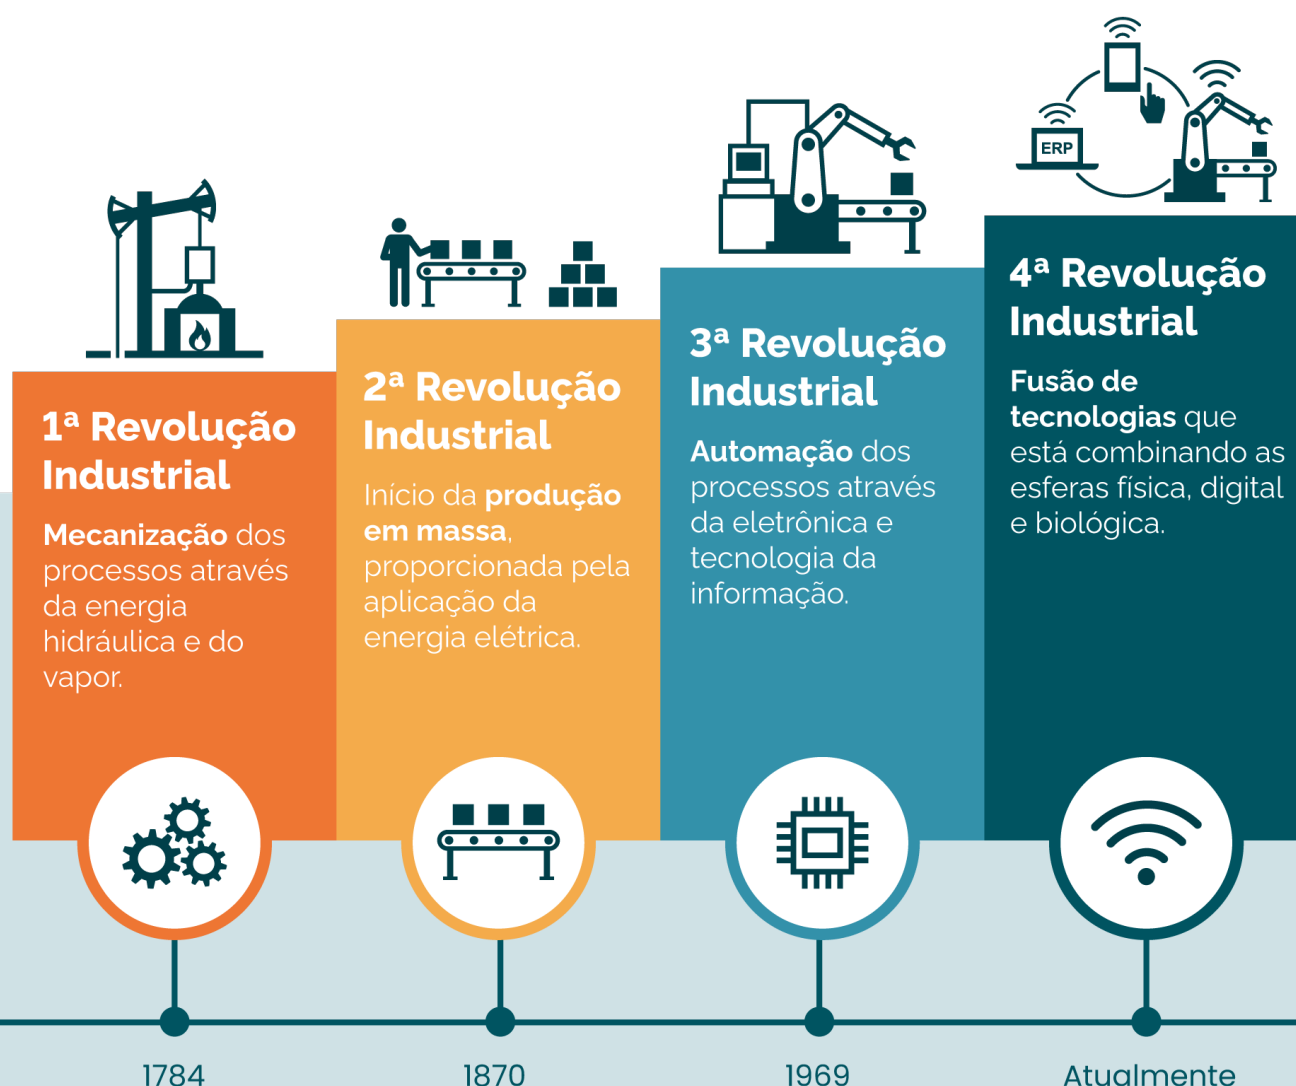 ERP
1ª Revolução
Industrial
Mecanização dos
processos através
da energia
hidráulica e do
vapor.
2ª Revolução
Industrial
Início da produção
em massa,
proporcionada pela
aplicação da
energia elétrica.
3ª Revolução
Industrial
Automação dos
processos através
da eletrônica e
tecnologia da
informação.
4ª Revolução
Industrial
Fusão de
tecnologias que
está combinando as
esferas física, digital
e biológica.
1784
1870
1969
Atualmente